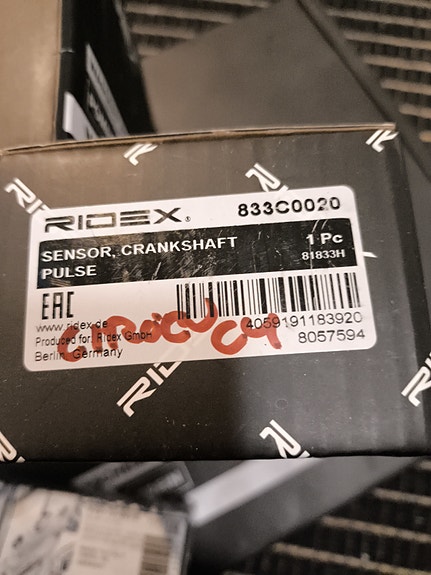 RIDEX® 833C0020
SENSOR, CRANKSHAFT 1 Pc
PULSE 81833H
EAC
www.ridex.de
Produced for: Ridex GmbH 4059191183920
Berlin, Germany 8057594
C4